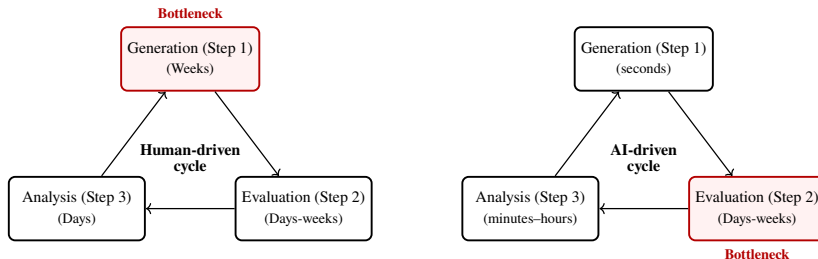 Bottleneck
Generation (Step 1)
(Weeks)
Human-driven
cycle
Analysis (Step 3)
(Days)
Evaluation (Step 2)
(Days-weeks)
Generation (Step 1)
(seconds)
AI-driven
cycle
Analysis (Step 3)
(minutes–hours)
Evaluation (Step 2)
(Days-weeks)
Bottleneck